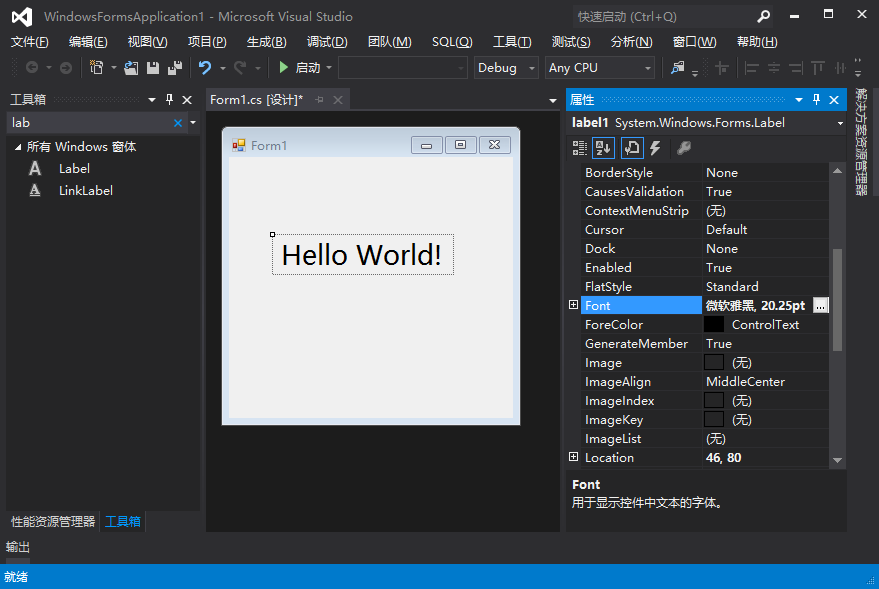 WindowsFormsApplication1 - Microsoft Visual Studio
快速启动 (Ctrl+Q)
文件(F) 编辑(E) 视图(V) 项目(P) 生成(B) 调试(D) 团队(M) SQL(Q) 工具(T) 测试(S) 分析(N) 窗口(W) 帮助(H)
启动 Debug Any CPU
工具箱
lab
所有 Windows 窗体
A Label
A LinkLabel
性能资源管理器 工具箱
Form1.cs [设计]*
Form1
Hello World!
属性
label1 System.Windows.Forms.Label
BorderStyle None
CausesValidation True
ContextMenuStrip (无)
Cursor Default
Dock None
Enabled True
FlatStyle Standard
Font 微软雅黑, 20.25pt ...
ForeColor ControlText
GenerateMember True
Image (无)
ImageAlign MiddleCenter
ImageIndex (无)
ImageKey (无)
ImageList (无)
Location 46, 80
Font
用于显示控件中文本的字体。
解决方案资源管理器
输出
就绪